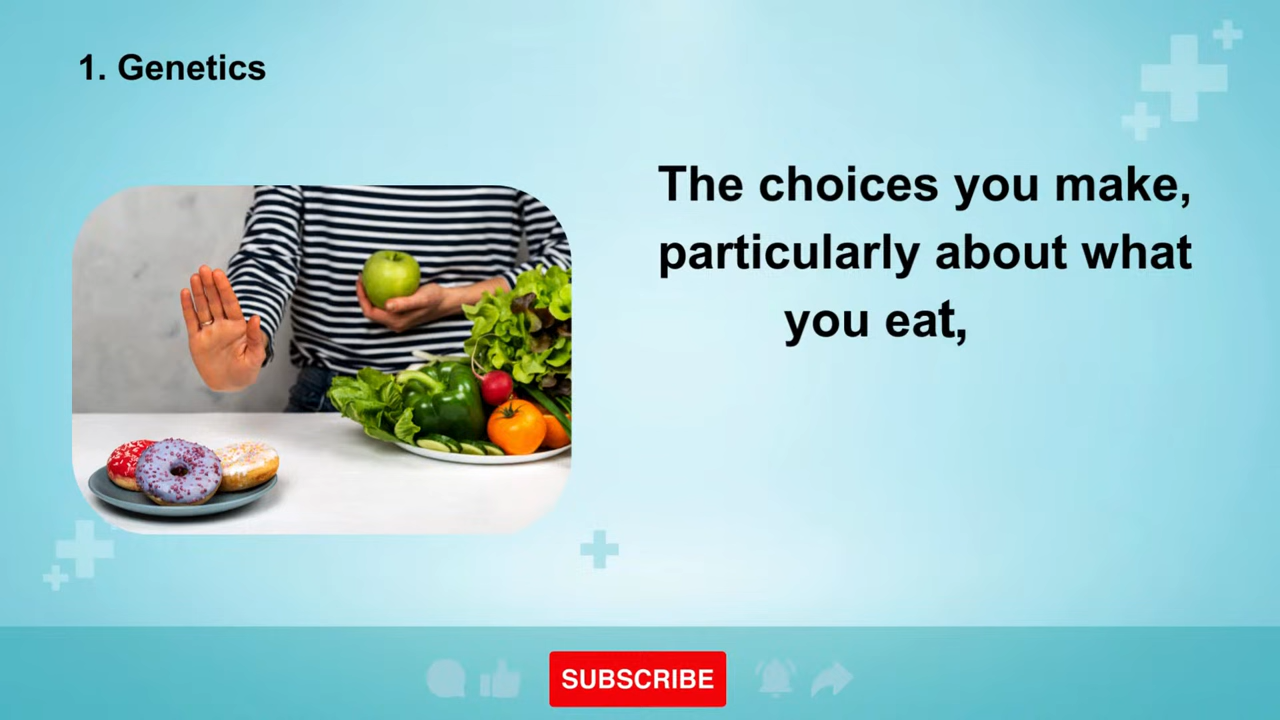 1. Genetics
The choices you make,
particularly about what
you eat,
SUBSCRIBE